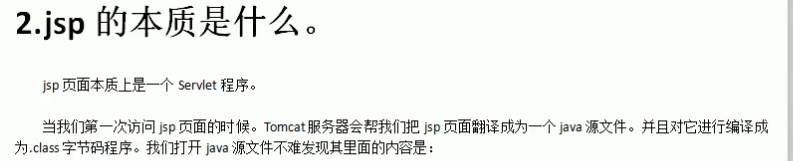 2.jsp 的本质是什么。
jsp 页面本质上是一个 Servlet 程序。
当我们第一次访问 jsp 页面的时候。Tomcat 服务器会帮我们把 jsp 页面翻译成为一个 java 源文件。并且对它进行编译成
为.class 字节码程序。我们打开 java 源文件不难发现其里面的内容是：